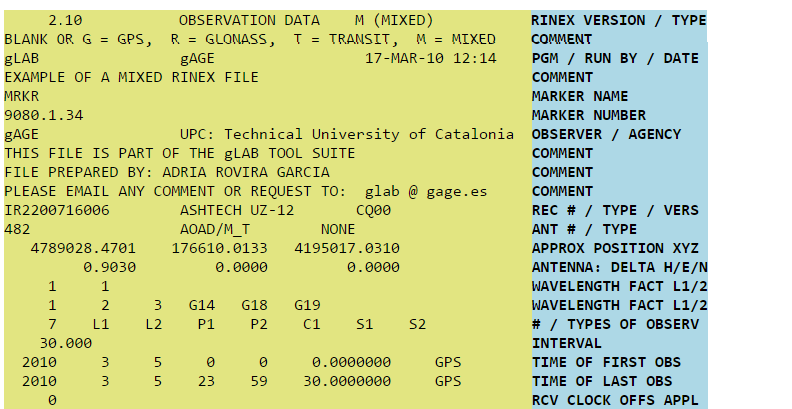 2.10 OBSERVATION DATA M (MIXED) RINEX VERSION / TYPE
BLANK OR G = GPS, R = GLONASS, T = TRANSIT, M = MIXED COMMENT
gLAB gAGE 17-MAR-10 12:14 PGM / RUN BY / DATE
EXAMPLE OF A MIXED RINEX FILE COMMENT
MRKR MARKER NAME
9080.1.34 MARKER NUMBER
gAGE UPC: Technical University of Catalonia OBSERVER / AGENCY
THIS FILE IS PART OF THE gLAB TOOL SUITE COMMENT
FILE PREPARED BY: ADRIA ROVIRA GARCIA COMMENT
PLEASE EMAIL ANY COMMENT OR REQUEST TO: glab @ gage.es COMMENT
IR2200716006 ASHTECH UZ-12 CQ00 REC # / TYPE / VERS
482 AOAD/M_T NONE ANT # / TYPE
4789028.4701 176610.0133 4195017.0310 APPROX POSITION XYZ
0.9030 0.0000 0.0000 ANTENNA: DELTA H/E/N
1 1 WAVELENGTH FACT L1/2
1 2 3 G14 G18 G19 WAVELENGTH FACT L1/2
7 L1 L2 P1 P2 C1 S1 S2 # / TYPES OF OBSERV
30.000 INTERVAL
2010 3 5 0 0 0.0000000 GPS TIME OF FIRST OBS
2010 3 5 23 59 30.0000000 GPS TIME OF LAST OBS
0 RCV CLOCK OFFS APPL